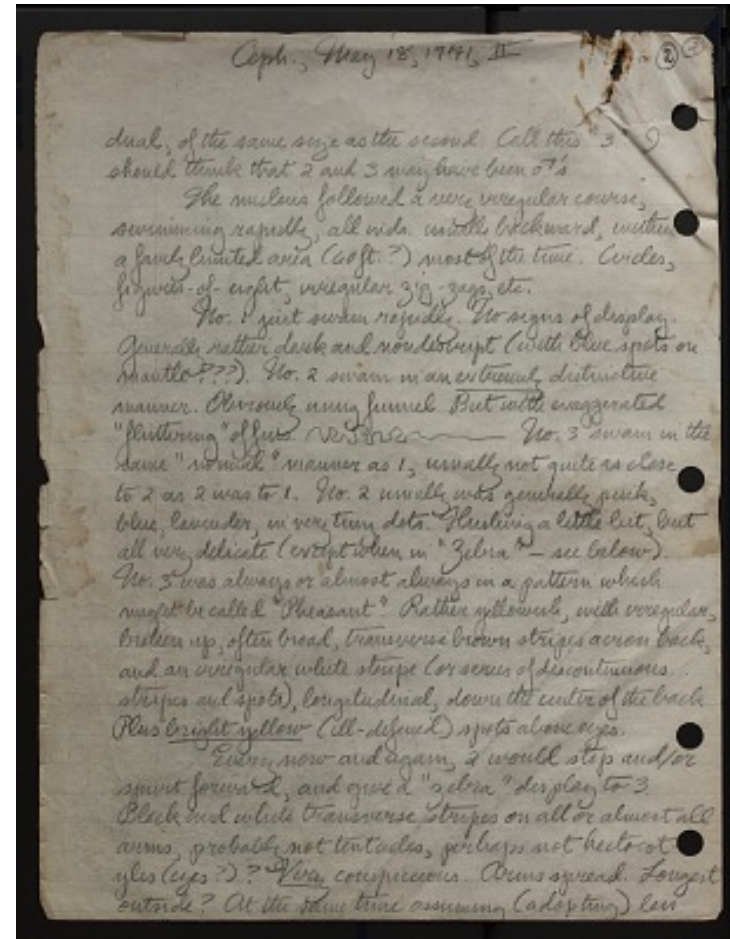 Ceph., May 18, 1971, II
2
dual, of the same size as the second. Call this 3. I
should think that 2 and 3 may have been ♂'s.
The nucleus followed a very irregular course,
swimming rapidly, all inds. usually backward, within
a fairly limited area (60 ft.?) most of the time. Circles,
figures-of-eight, irregular zig-zags, etc.
No. 1 just swam rapidly. No signs of display.
Generally rather dark and nondescript (with blue spots on
mantle???). No. 2 swam in an extremely distinctive
manner. Obviously using funnel. But with exaggerated
"fluttering" of fins. No. 3 swam in the
same "normal" manner as 1, usually not quite as close
to 2 as 2 was to 1. No. 2 usually was generally pink,
blue, lavender, in very tiny dots. Flushing a little bit, but
all very delicate (except when in "Zebra" – see below).
No. 3 was always or almost always in a pattern which
might be called "Pheasant". Rather yellowish, with irregular,
broken up, often broad, transverse brown stripes across back,
and an irregular white stripe (or series of discontinuous
stripes and spots), longitudinal, down the centre of the back.
Plus bright yellow (ill-defined) spots above eyes.
Every now and again, 2 would stop and/or
spurt forward, and give a "zebra" display to 3.
Black and white transverse stripes on all or almost all
arms, probably not tentacles, perhaps not hectocot
yles (eyes?)? Very conspicuous. Arms spread. Longest
outside? At the same time assuming (adopting)